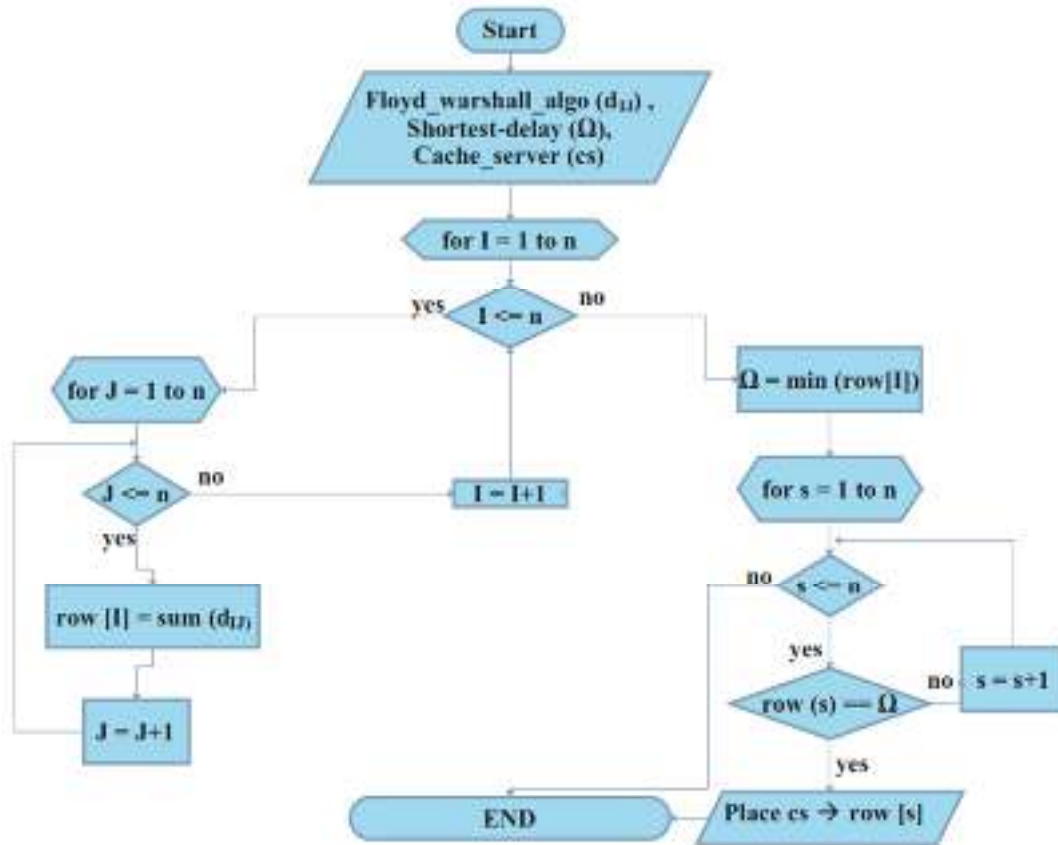 Start
Floyd_warshall_algo (dIJ) ,
Shortest-delay (Ω),
Cache_server (cs)
for I = 1 to n
yes
I <= n
no
for J = 1 to n
Ω = min (row[I])
J <= n
no
I = I+1
for s = 1 to n
yes
row [I] = sum (dIJ)
no
s <= n
yes
J = J+1
row (s) == Ω
no
s = s+1
yes
END
Place cs → row [s]